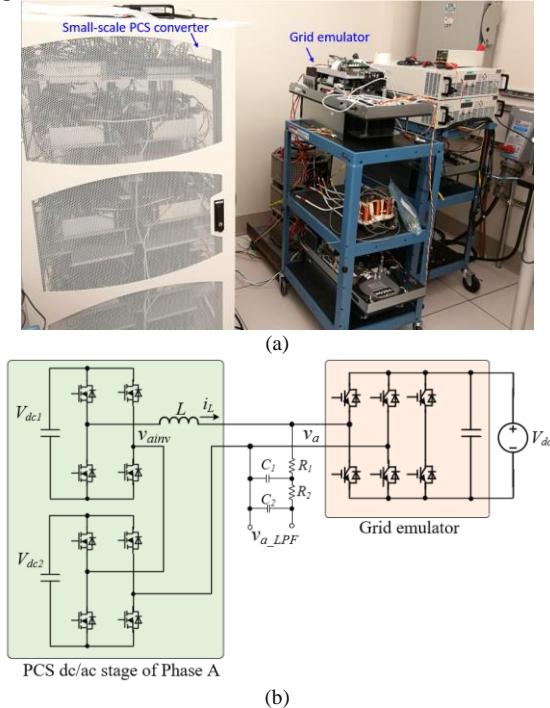 Small-scale PCS converter
Grid emulator
(a)
V_dc1
L
i_L
v_ainv
v_a
C_1
R_1
C_2
R_2
v_a_LPF
V_dc2
V_dc
Grid emulator
PCS dc/ac stage of Phase A
(b)